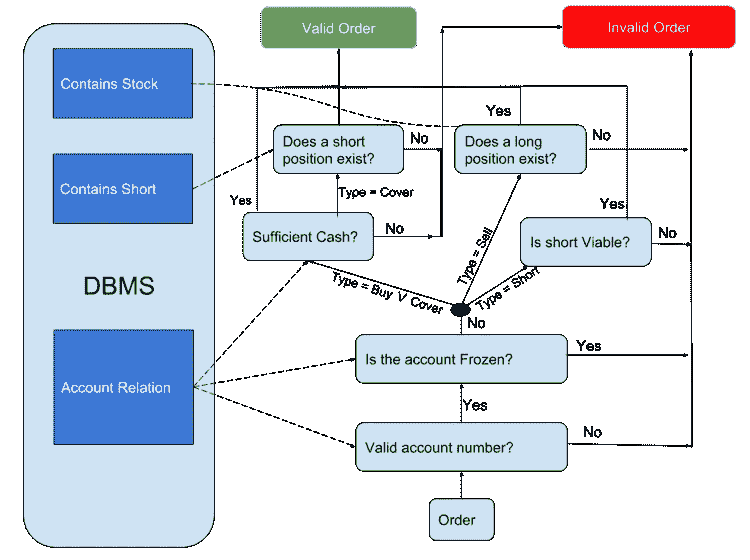 Valid Order
Invalid Order
Contains Stock
Yes
Does a short
position exist?
No
Does a long
position exist?
No
Contains Short
Type = Cover
Yes
Yes
Sufficient Cash?
No
Type = Sell
Is short Viable?
No
DBMS
Type = Buy V Cover
Type = Short
No
Is the account Frozen?
Yes
Account Relation
Yes
Valid account number?
No
Order